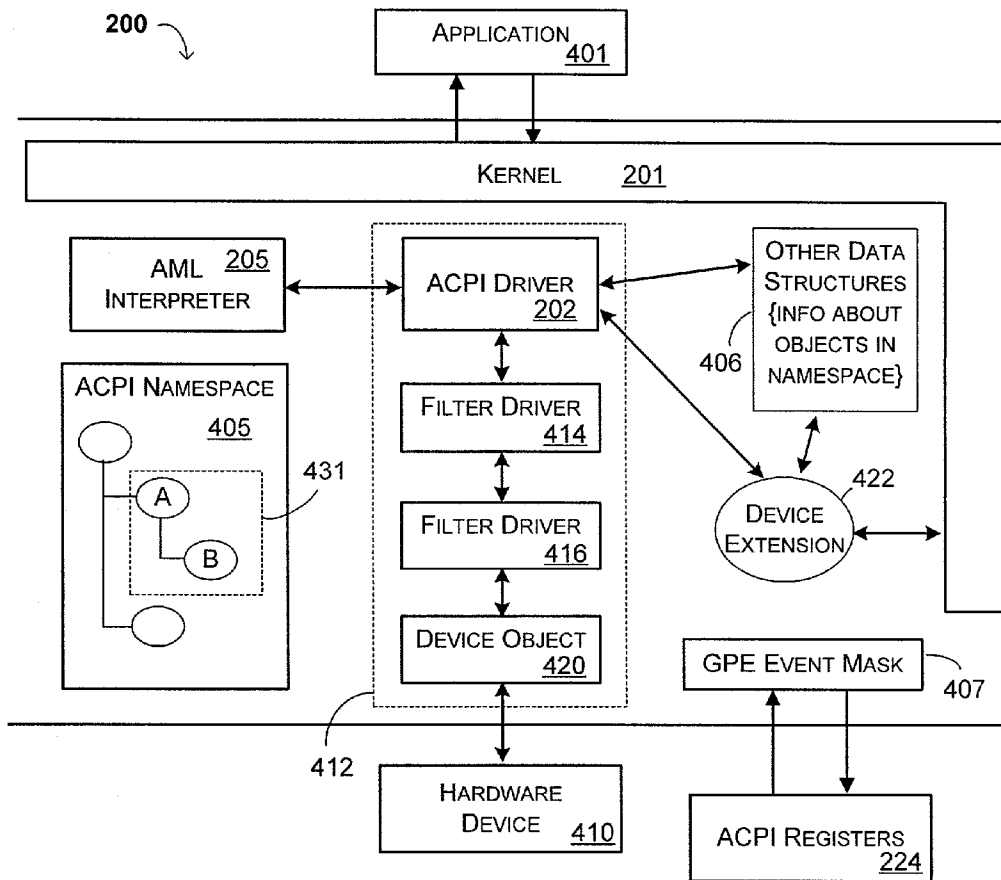 200
APPLICATION
401
KERNEL 201
205
AML
INTERPRETER
ACPI DRIVER
202
OTHER DATA
STRUCTURES
{INFO ABOUT
OBJECTS IN
NAMESPACE}
406
ACPI NAMESPACE
405
A
B
431
FILTER DRIVER
414
FILTER DRIVER
416
DEVICE
EXTENSION
422
DEVICE OBJECT
420
GPE EVENT MASK
407
412
HARDWARE
DEVICE 410
ACPI REGISTERS
224